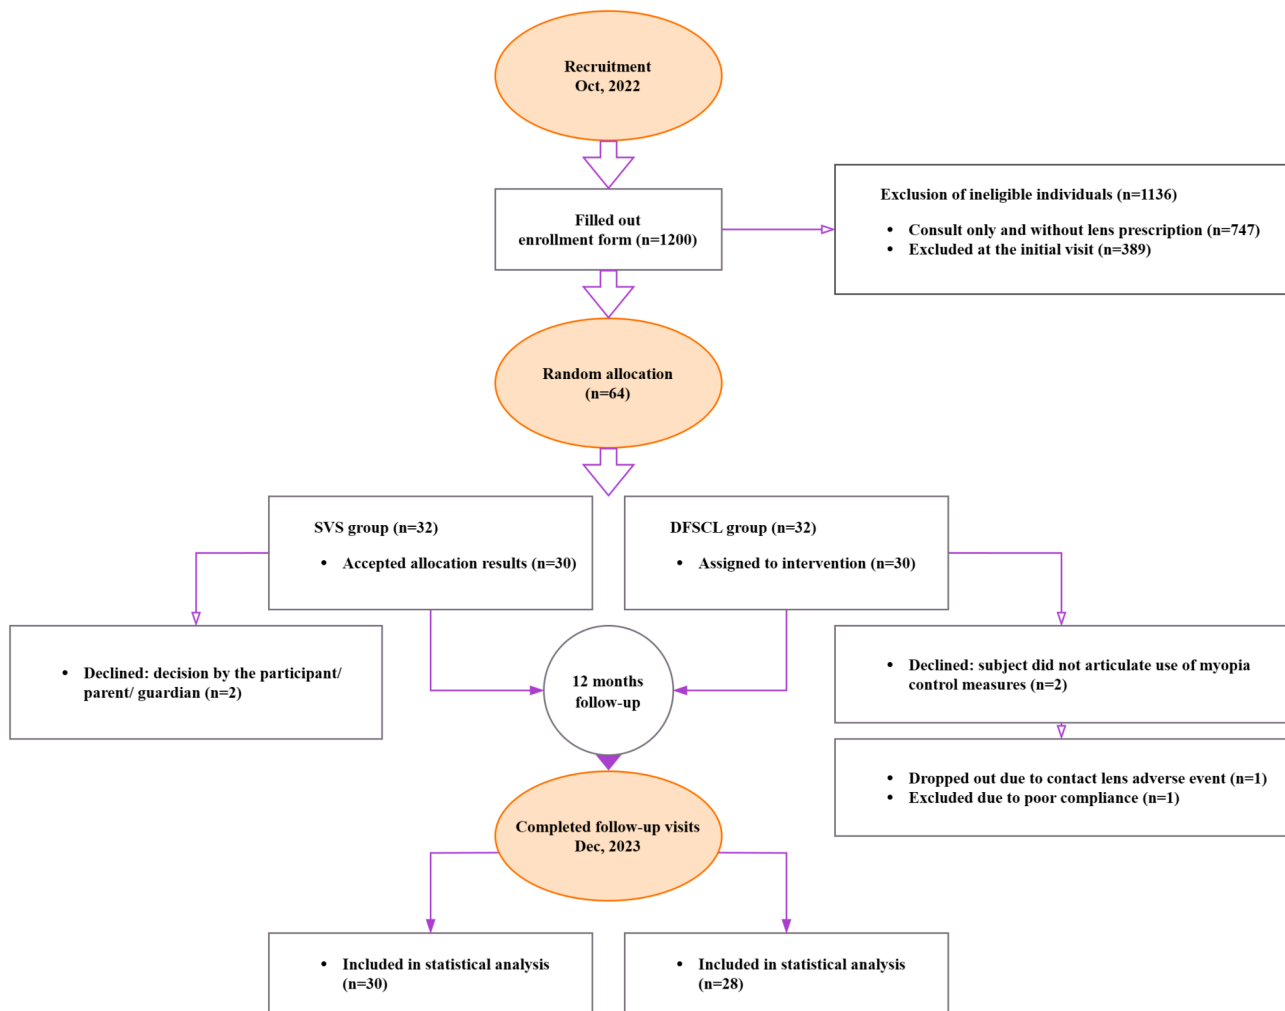 Recruitment
Oct, 2022
Filled out
enrollment form (n=1200)
Exclusion of ineligible individuals (n=1136)
• Consult only and without lens prescription (n=747)
• Excluded at the initial visit (n=389)
Random allocation
(n=64)
SVS group (n=32)
• Accepted allocation results (n=30)
DFSCL group (n=32)
• Assigned to intervention (n=30)
• Declined: decision by the participant/
parent/ guardian (n=2)
12 months
follow-up
• Declined: subject did not articulate use of myopia
control measures (n=2)
• Dropped out due to contact lens adverse event (n=1)
• Excluded due to poor compliance (n=1)
Completed follow-up visits
Dec, 2023
• Included in statistical analysis
(n=30)
• Included in statistical analysis
(n=28)